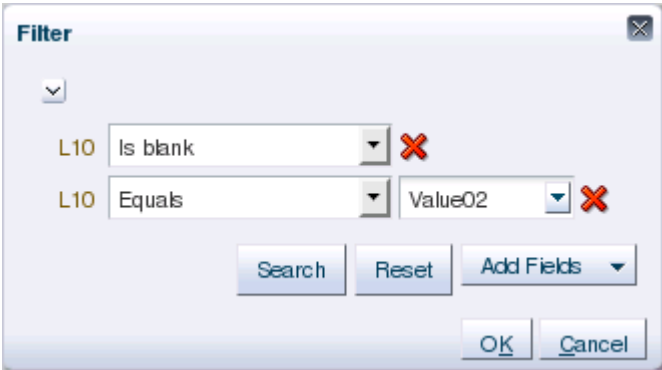 Filter
L10 Is blank
L10 Equals Value02
Search Reset Add Fields
OK Cancel